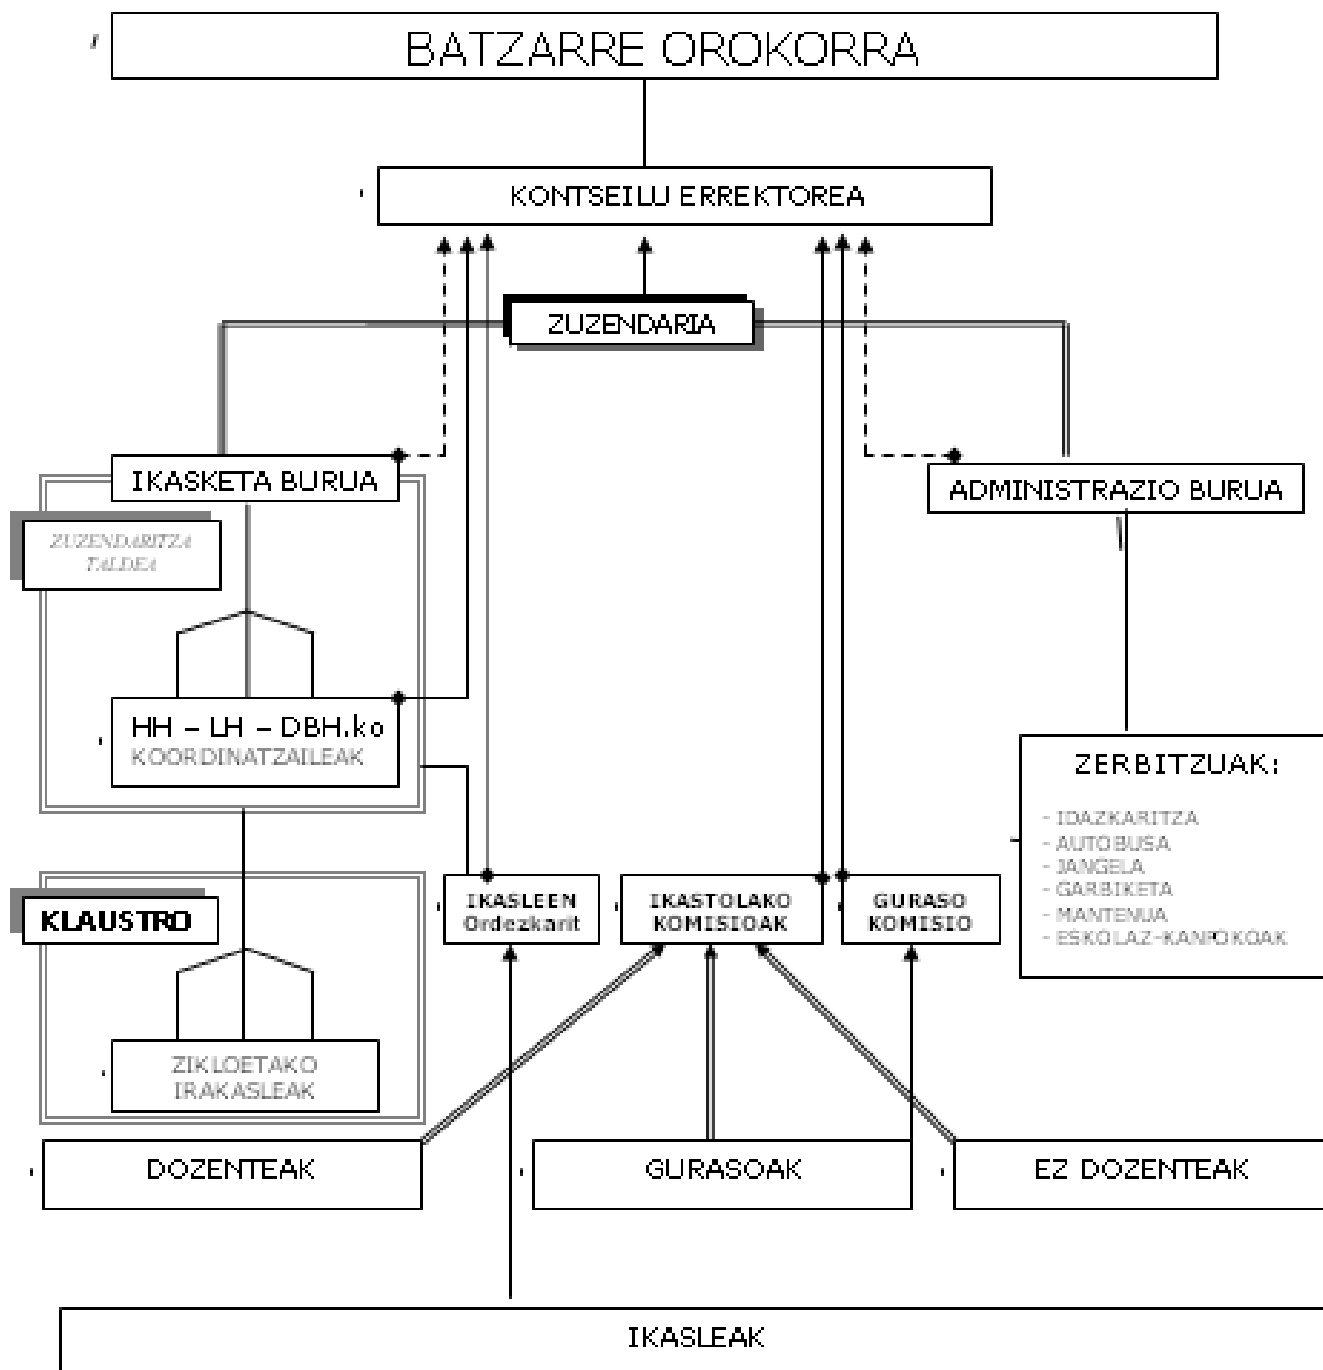 BATZARRE OROKORRA
KONTSEILU ERREKTOREA
ZUZENDARIA
IKASKETA BURUA
ADMINISTRAZIO BURUA
ZUZENDARITZA
TALDEA
HH – LH – DBH.ko
KOORDINATZAILEAK
ZERBITZUAK:
- IDAZKARITZA
- AUTOBUSA
- JANGELA
- GARBIKETA
- MANTENUA
- ESKOLAZ-KANPOKOAK
KLAUSTRO
IKASLEEN
Ordezkarit
IKASTOLAKO
KOMISIOAK
GURASO
KOMISIO
ZIKLOETAKO
IRAKASLEAK
DOZENTEAK
GURASOAK
EZ DOZENTEAK
IKASLEAK